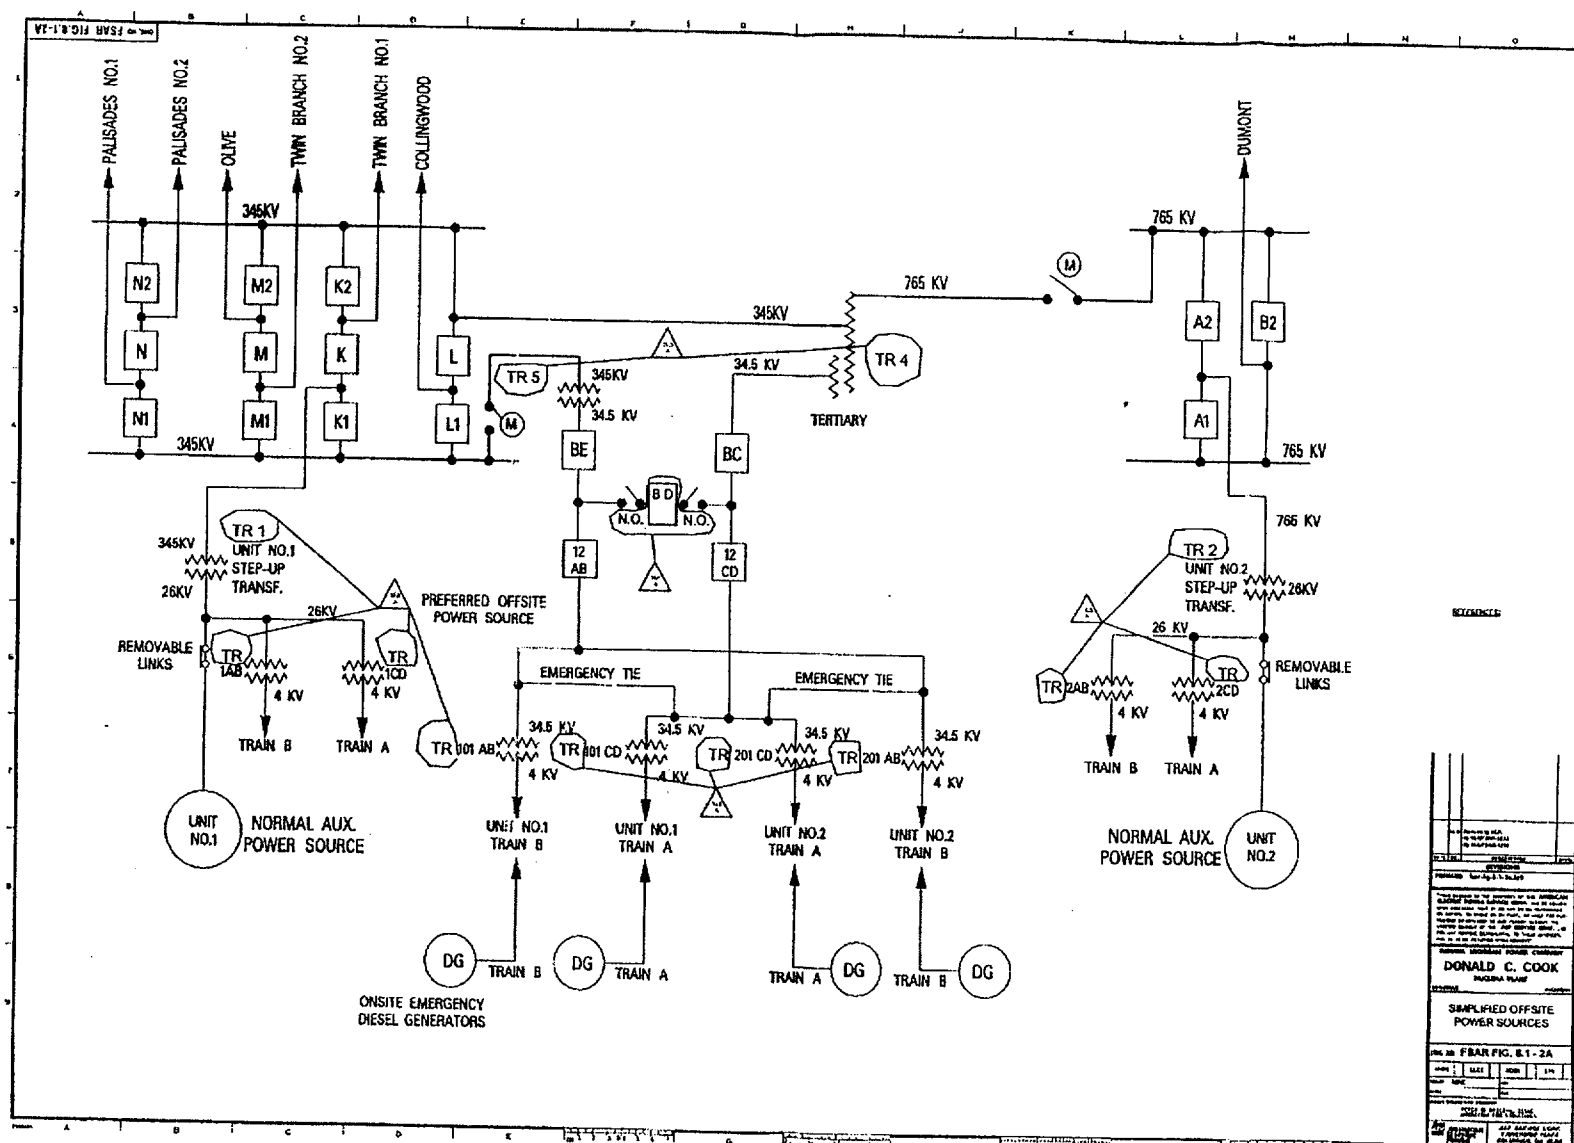 FSAR FIG.8.1-2A
PALISADES NO.1
PALISADES NO.2
OLIVE
TWIN BRANCH NO.2
TWIN BRANCH NO.1
COLLINGWOOD
DUMONT
345KV
765 KV
N2
M2
K2
A2
B2
M
765 KV
345KV
N
M
K
L
TR 5
TR 4
345KV
34.5 KV
34.5 KV
TERTIARY
N1
M1
K1
L1
M
A1
345KV
BE
BC
765 KV
B D
N.O.
N.O.
TR 1
UNIT NO.1
STEP-UP
TRANSF.
345KV
26KV
12
AB
12
CD
765 KV
TR 2
UNIT NO.2
STEP-UP
TRANSF.
26KV
26KV
PREFERRED OFFSITE
POWER SOURCE
26 KV
REMOVABLE
LINKS
TR
1AB
4 KV
TR
1CD
4 KV
EMERGENCY TIE
EMERGENCY TIE
TR 2AB
4 KV
TR
2CD
4 KV
REMOVABLE
LINKS
TRAIN B
TRAIN A
TR 101 AB
34.5 KV
4 KV
TR 101 CD
34.5 KV
4 KV
TR 201 CD
34.5 KV
4 KV
TR 201 AB
34.5 KV
4 KV
TRAIN B
TRAIN A
UNIT
NO.1
NORMAL AUX.
POWER SOURCE
UNIT NO.1
TRAIN B
UNIT NO.1
TRAIN A
UNIT NO.2
TRAIN A
UNIT NO.2
TRAIN B
NORMAL AUX.
POWER SOURCE
UNIT
NO.2
DG
TRAIN B
DG
TRAIN A
TRAIN A
DG
TRAIN B
DG
ONSITE EMERGENCY
DIESEL GENERATORS
REFERENCES:
DONALD C. COOK
NUCLEAR PLANT
SIMPLIFIED OFFSITE
POWER SOURCES
FSAR FIG. 8.1 - 2A